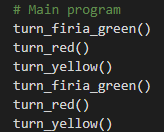 # Main program
turn_firia_green()
turn_red()
turn_yellow()
turn_firia_green()
turn_red()
turn_yellow()